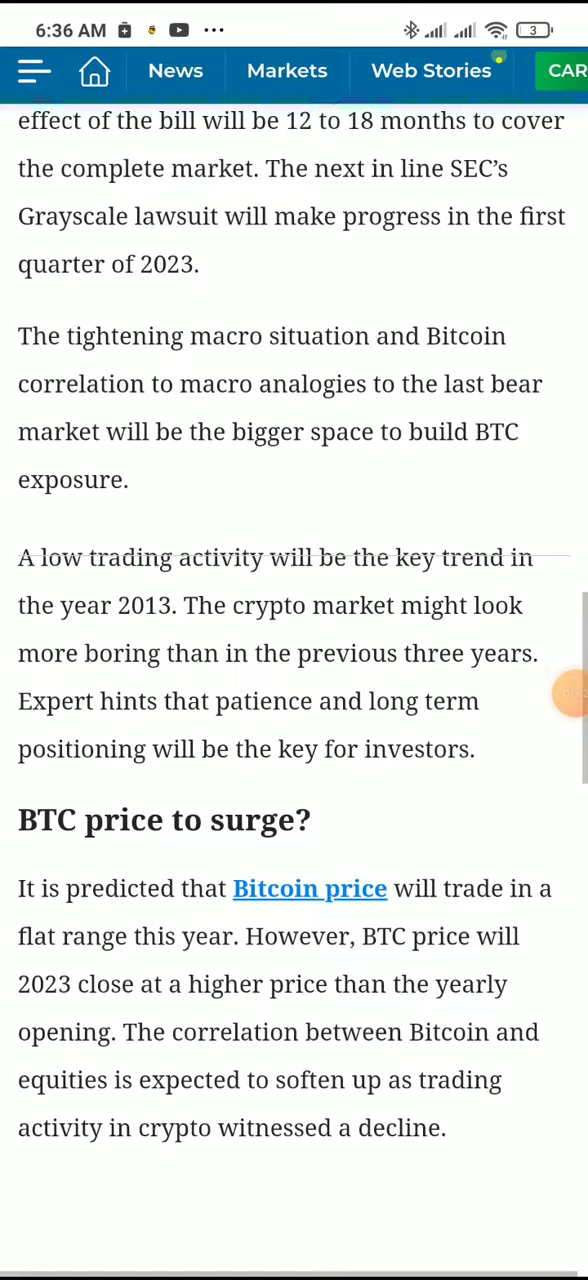 6:36 AM
3
News
Markets
Web Stories
CAR
effect of the bill will be 12 to 18 months to cover
the complete market. The next in line SEC’s
Grayscale lawsuit will make progress in the first
quarter of 2023.
The tightening macro situation and Bitcoin
correlation to macro analogies to the last bear
market will be the bigger space to build BTC
exposure.
A low trading activity will be the key trend in
the year 2013. The crypto market might look
more boring than in the previous three years.
Expert hints that patience and long term
positioning will be the key for investors.
BTC price to surge?
It is predicted that Bitcoin price will trade in a
flat range this year. However, BTC price will
2023 close at a higher price than the yearly
opening. The correlation between Bitcoin and
equities is expected to soften up as trading
activity in crypto witnessed a decline.